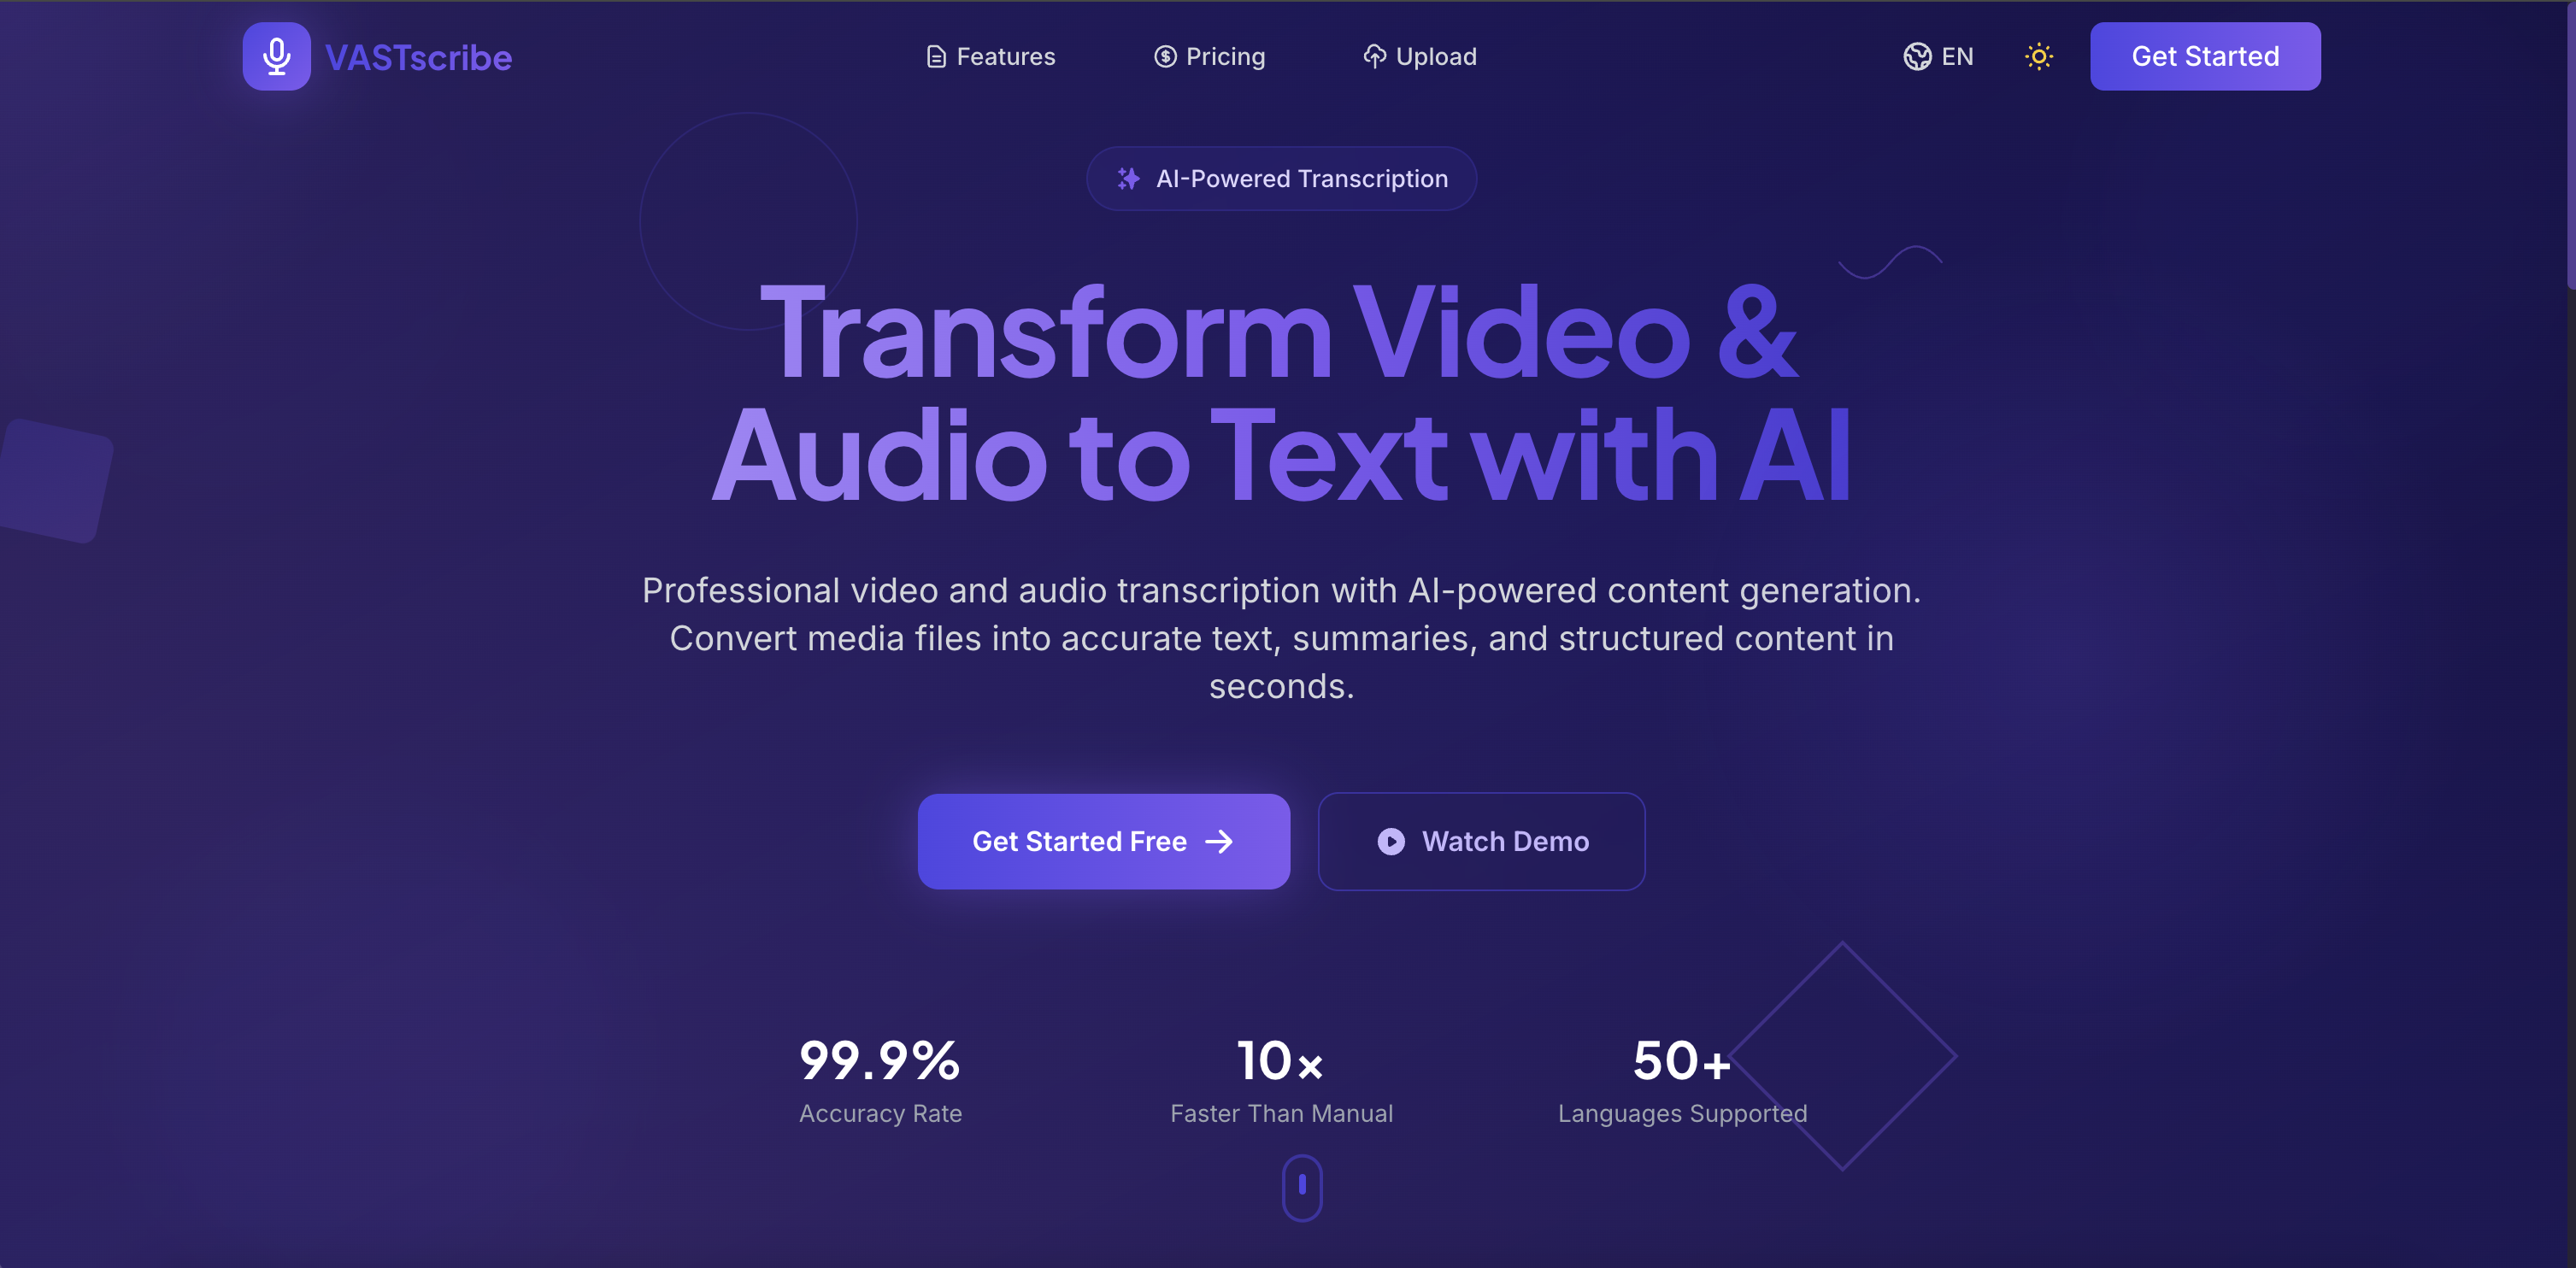 VASTscribe
Features
Pricing
Upload
EN
Get Started
AI-Powered Transcription
Transform Video &
Audio to Text with AI
Professional video and audio transcription with AI-powered content generation.
Convert media files into accurate text, summaries, and structured content in
seconds.
Get Started Free →
Watch Demo
99.9%
Accuracy Rate
10×
Faster Than Manual
50+
Languages Supported